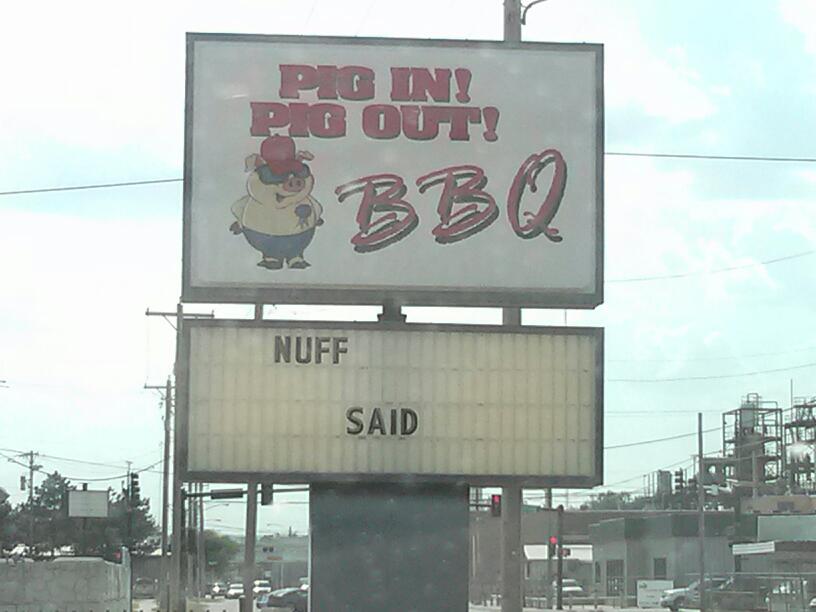 PIG IN!
PIG OUT!
BBQ
NUFF
SAID